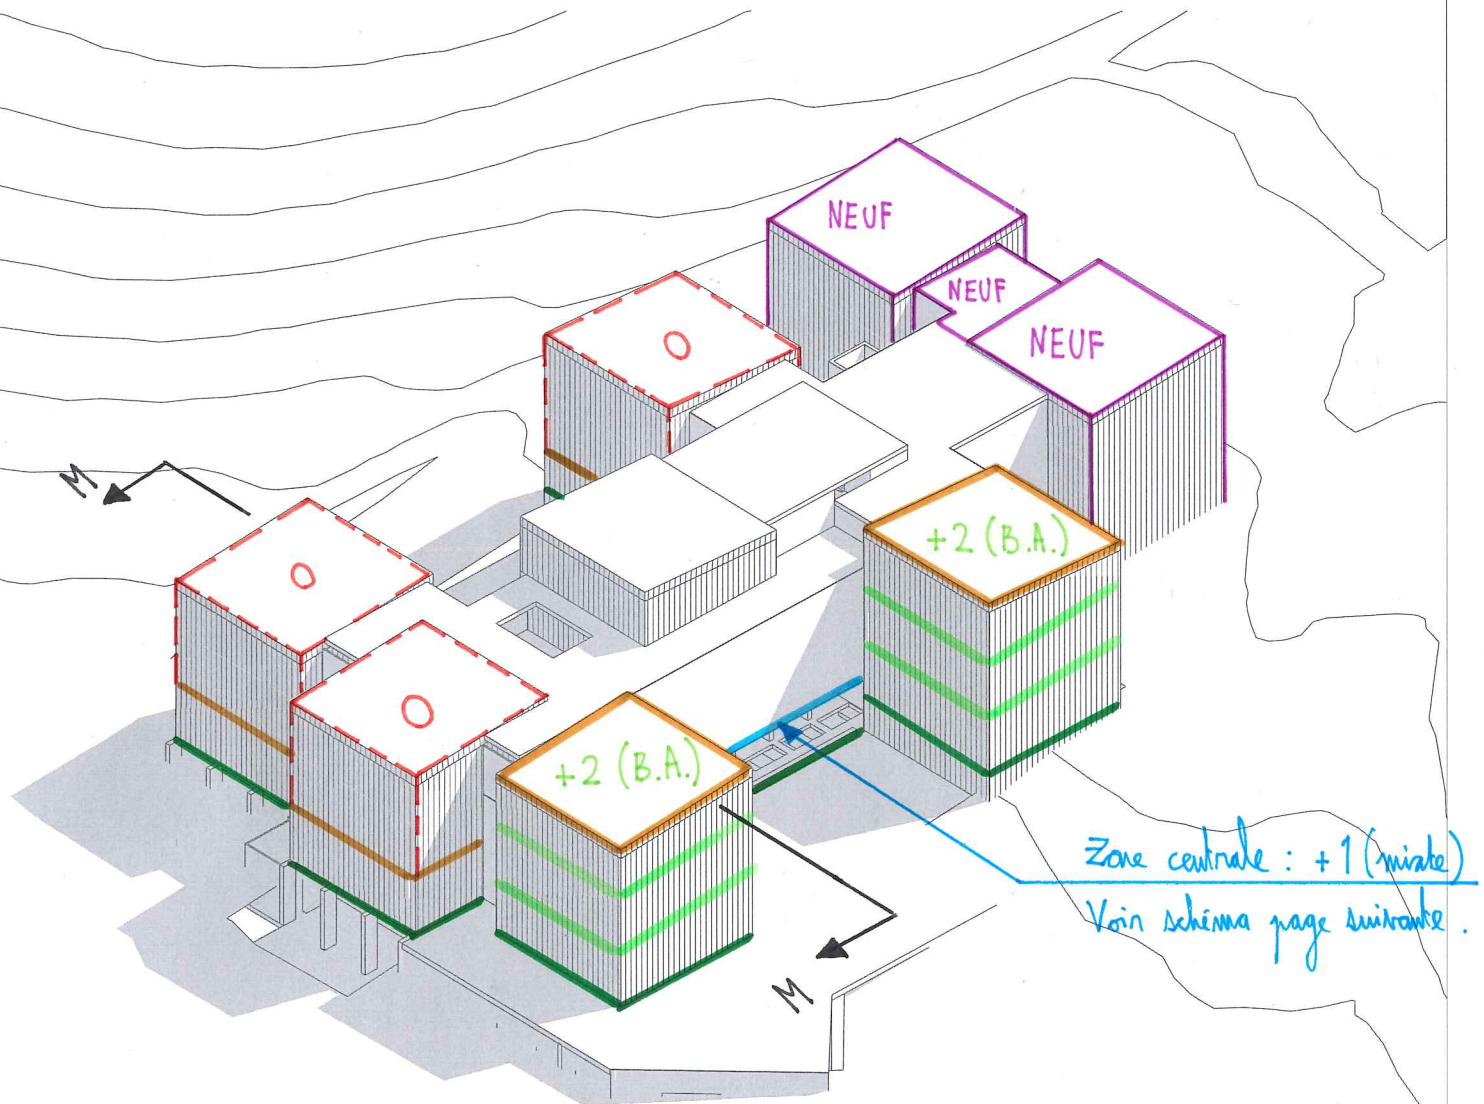 NEUF
NEUF
NEUF
O
+2 (B.A.)
O
O
+2 (B.A.)
M
M
Zone centrale : +1 (mixte)
Voir schéma page suivante.